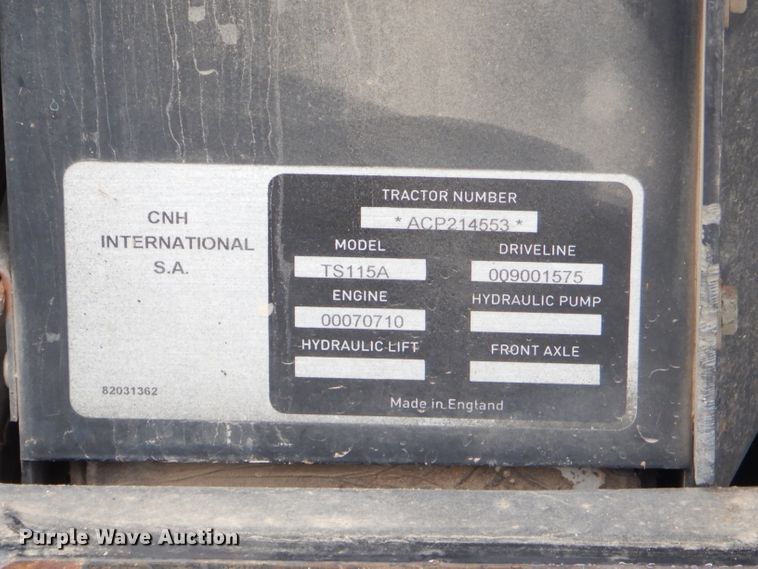 CNH
INTERNATIONAL
S.A.
82031362
TRACTOR NUMBER
* ACP214553 *
MODEL
TS115A
DRIVELINE
009001575
ENGINE
00070710
HYDRAULIC PUMP
HYDRAULIC LIFT
FRONT AXLE
Made in England
Purple Wave Auction